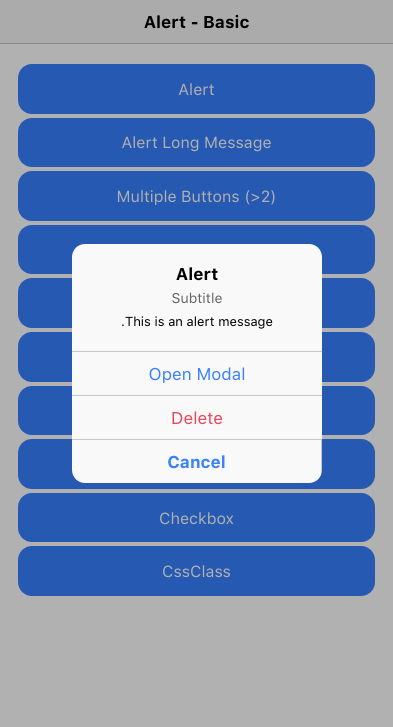 Alert - Basic
Alert
Alert Long Message
Multiple Buttons (>2)
Alert
Subtitle
.This is an alert message
Open Modal
Delete
Cancel
Checkbox
CssClass